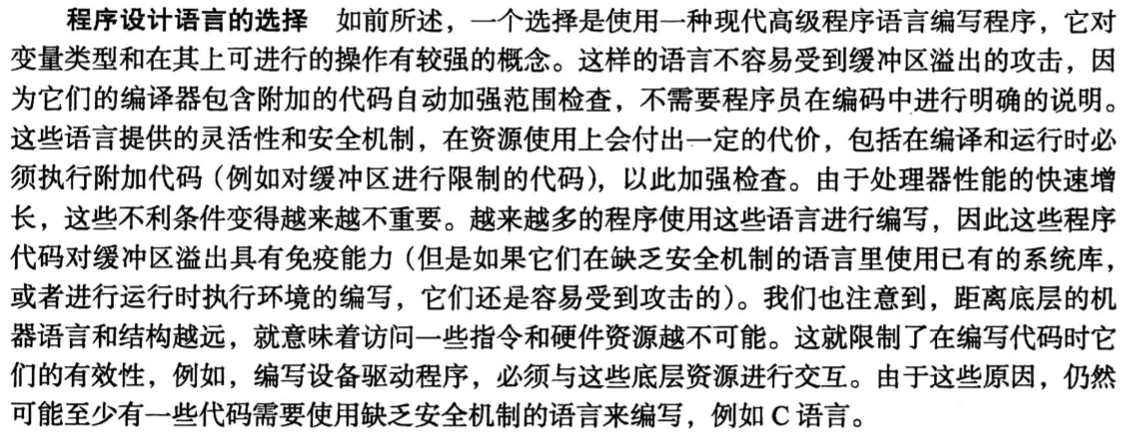 程序设计语言的选择 如前所述，一个选择是使用一种现代高级程序语言编写程序，它对
变量类型和在其上可进行的操作有较强的概念。这样的语言不容易受到缓冲区溢出的攻击，因
为它们的编译器包含附加的代码自动加强范围检查，不需要程序员在编码中进行明确的说明。
这些语言提供的灵活性和安全机制，在资源使用上会付出一定的代价，包括在编译和运行时必
须执行附加代码（例如对缓冲区进行限制的代码），以此加强检查。由于处理器性能的快速增
长，这些不利条件变得越来越不重要。越来越多的程序使用这些语言进行编写，因此这些程序
代码对缓冲区溢出具有免疫能力（但是如果它们在缺乏安全机制的语言里使用已有的系统库，
或者进行运行时执行环境的编写，它们还是容易受到攻击的）。我们也注意到，距离底层的机
器语言和结构越远，就意味着访问一些指令和硬件资源越不可能。这就限制了在编写代码时它
们的有效性，例如，编写设备驱动程序，必须与这些底层资源进行交互。由于这些原因，仍然
可能至少有一些代码需要使用缺乏安全机制的语言来编写，例如 C 语言。